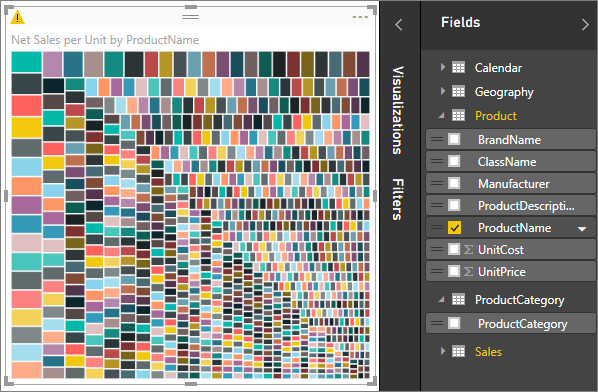 Net Sales per Unit by ProductName
Visualizations
Filters
Fields
Calendar
Geography
Product
BrandName
ClassName
Manufacturer
ProductDescripti...
ProductName
Σ UnitCost
Σ UnitPrice
ProductCategory
ProductCategory
Sales